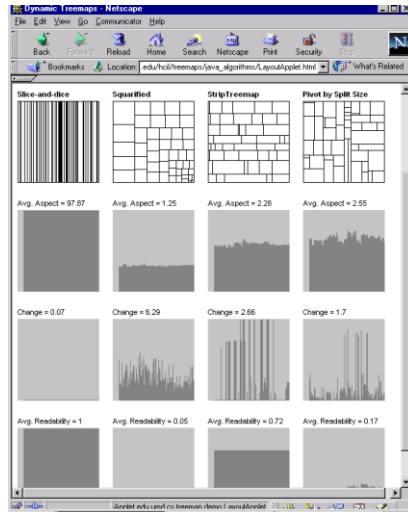 Dynamic Treemaps - Netscape
File Edit View Go Communicator Help
Back Forward Reload Home Search Netscape Print Security Stop
Bookmarks Location: .edu/hcil/treemaps/java_algorithms/LayoutApplet.html What's Related
Slice-and-dice Squarified StripTreemap Pivot by Split Size
Avg. Aspect = 97.87 Avg. Aspect = 1.25 Avg. Aspect = 2.28 Avg. Aspect = 2.55
Change = 0.07 Change = 6.29 Change = 2.66 Change = 1.7
Avg. Readability = 1 Avg. Readability = 0.05 Avg. Readability = 0.72 Avg. Readability = 0.17
Applet edu.umd.cs.treemap.demo.LayoutApplet